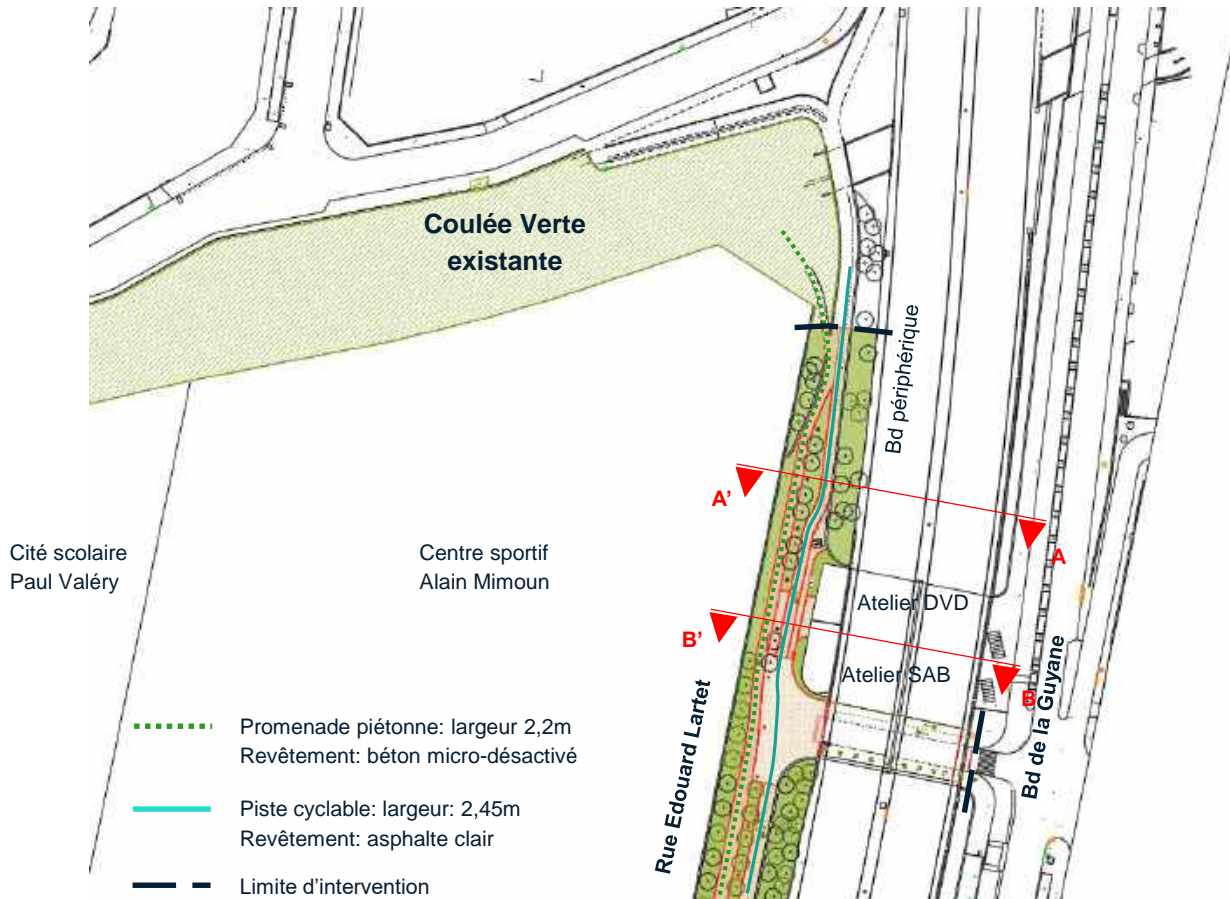 Coulée Verte
existante
Bd périphérique
A'
A
Cité scolaire
Paul Valéry
Centre sportif
Alain Mimoun
Atelier DVD
B'
Atelier SAB
B
Bd de la Guyane
Rue Edouard Lartet
Promenade piétonne: largeur 2,2m
Revêtement: béton micro-désactivé
Piste cyclable: largeur: 2,45m
Revêtement: asphalte clair
Limite d'intervention